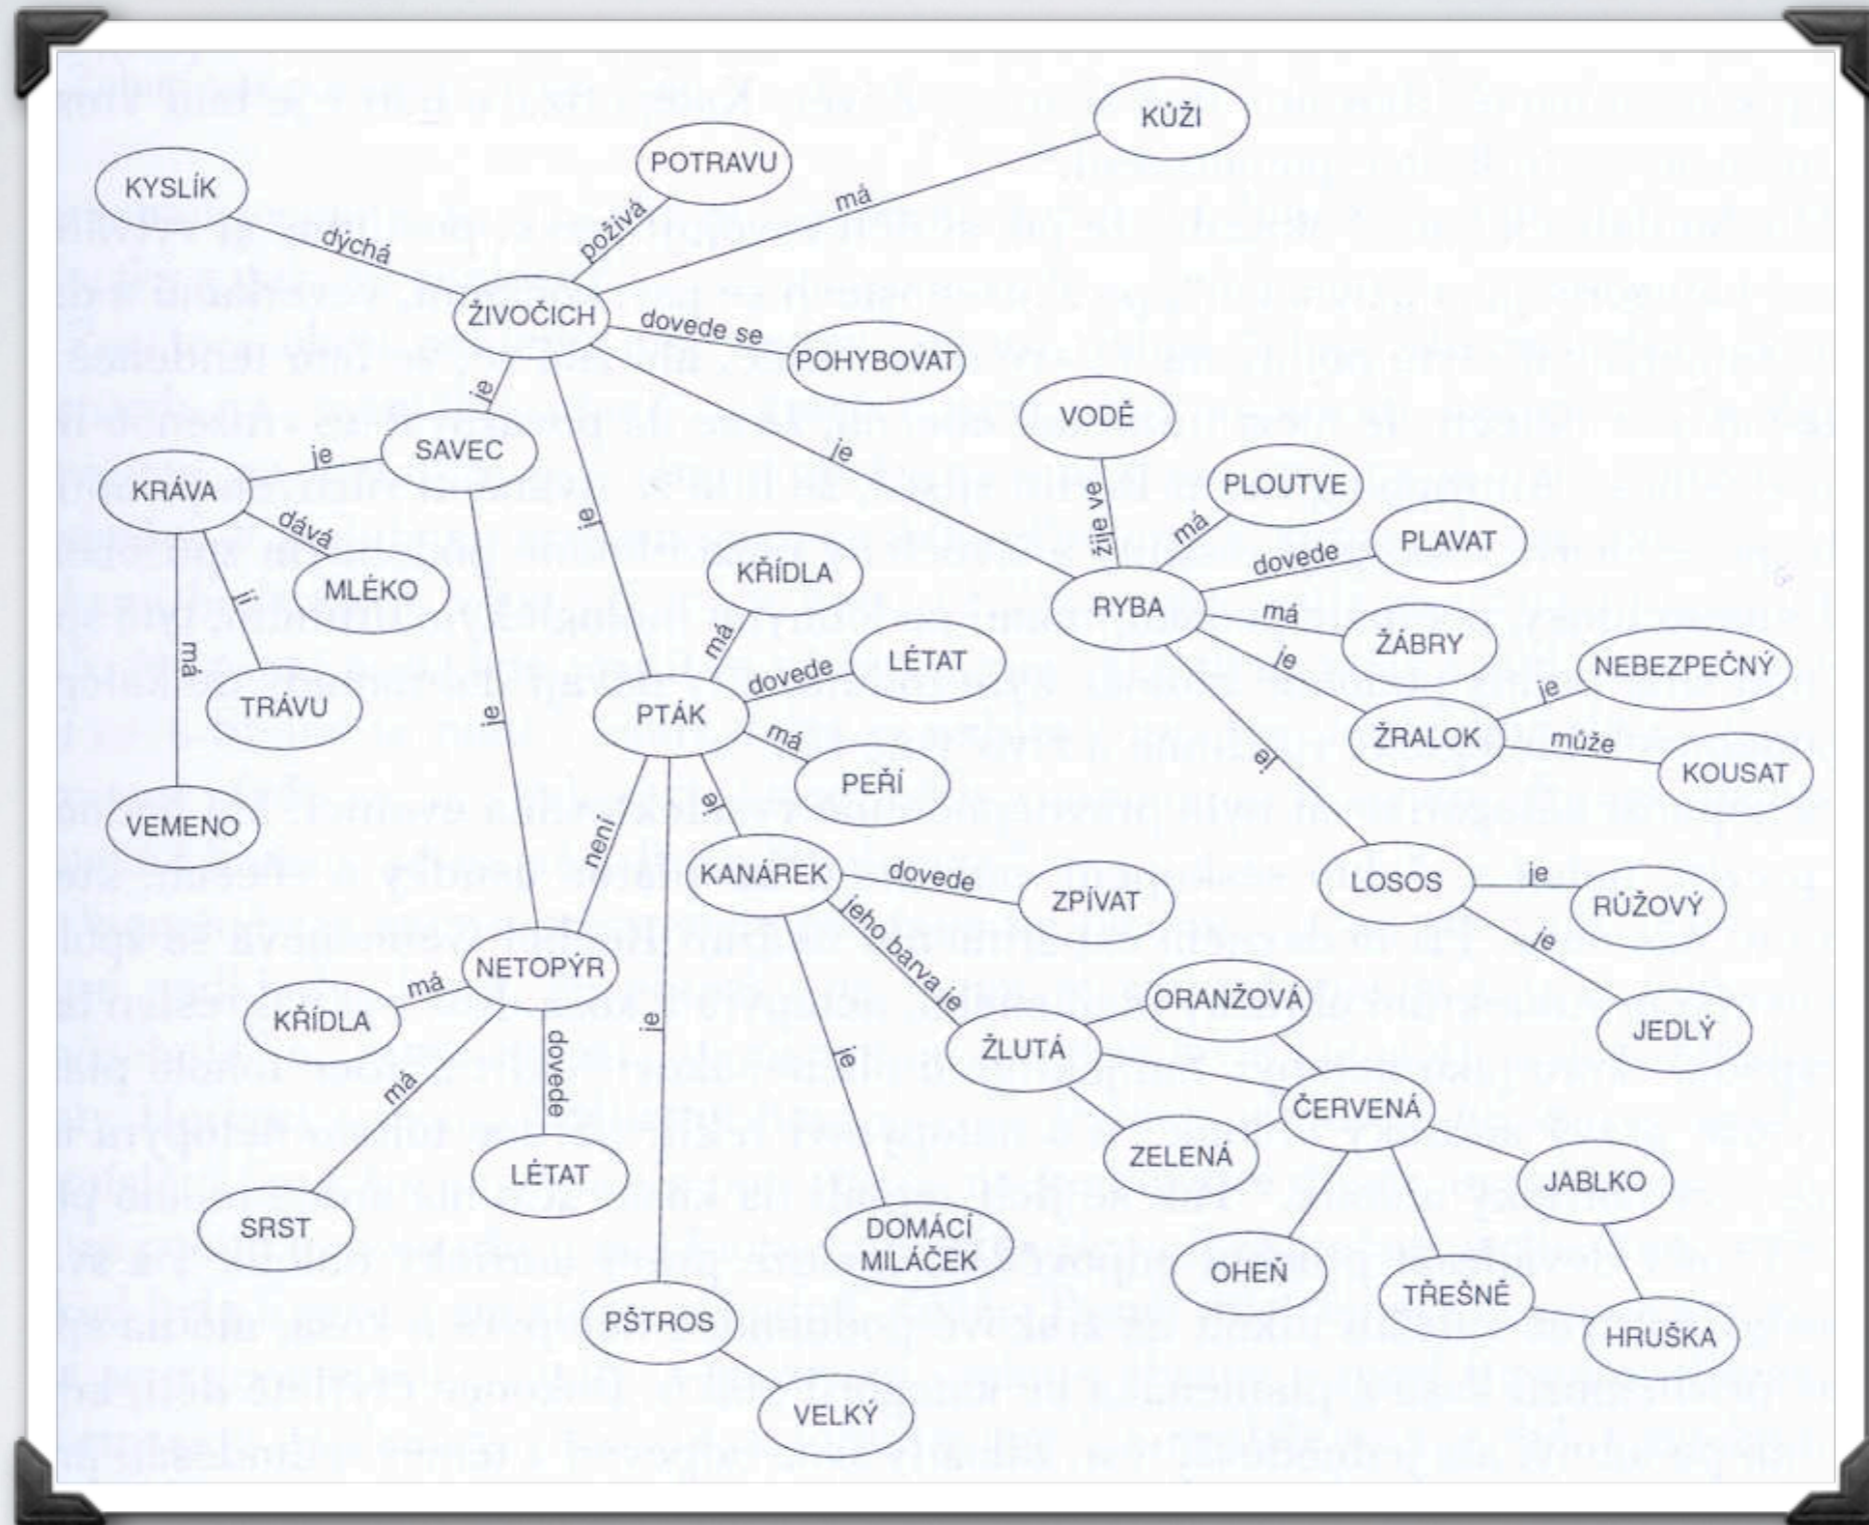 KŮŽI
POTRAVU
KYSLÍK
má
požívá
dýchá
ŽIVOČICH
dovede se
POHYBOVAT
je
SAVEC
je
KRÁVA
dává
MLÉKO
jí
TRÁVU
má
VEMENO
je
je
je
VODĚ
žije ve
PLOUTVE
má
PLAVAT
dovede
RYBA
má
ŽÁBRY
je
ŽRALOK
je
NEBEZPEČNÝ
může
KOUSAT
je
LOSOS
je
RŮŽOVÝ
je
JEDLÝ
KŘÍDLA
má
LÉTAT
dovede
PTÁK
má
PEŘÍ
není
je
KANÁREK
dovede
ZPÍVAT
jeho barva je
je
DOMÁCÍ
MILÁČEK
NETOPÝR
má
KŘÍDLA
má
SRST
dovede
LÉTAT
je
PŠTROS
VELKÝ
ORANŽOVÁ
ŽLUTÁ
ČERVENÁ
ZELENÁ
JABLKO
OHEŇ
TŘEŠNĚ
HRUŠKA